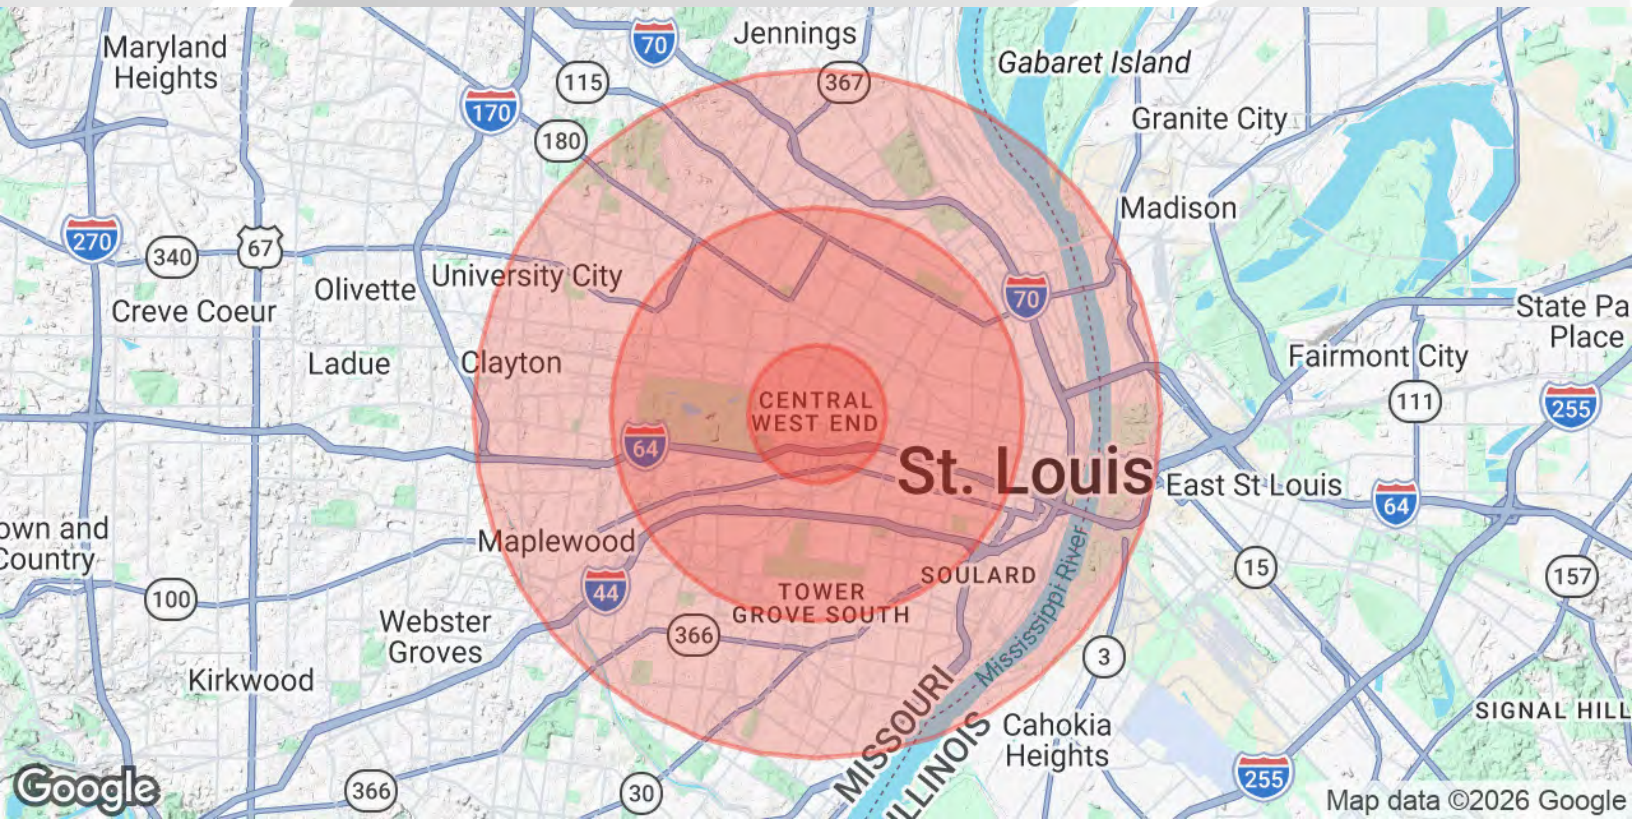 Maryland
Heights
70
Jennings
Gabaret Island
115
367
170
Granite City
180
Madison
270
340
67
University City
Olivette
70
Creve Coeur
State Pa
Place
Ladue
Clayton
Fairmont City
CENTRAL
WEST END
111
255
64
St. Louis
East St Louis
64
own and
Country
Maplewood
15
157
SOULARD
100
44
TOWER
GROVE SOUTH
Webster
Groves
366
Mississippi River
3
Kirkwood
MISSOURI
ILLINOIS
Cahokia
Heights
SIGNAL HILL
255
Google
366
30
Map data ©2026 Google